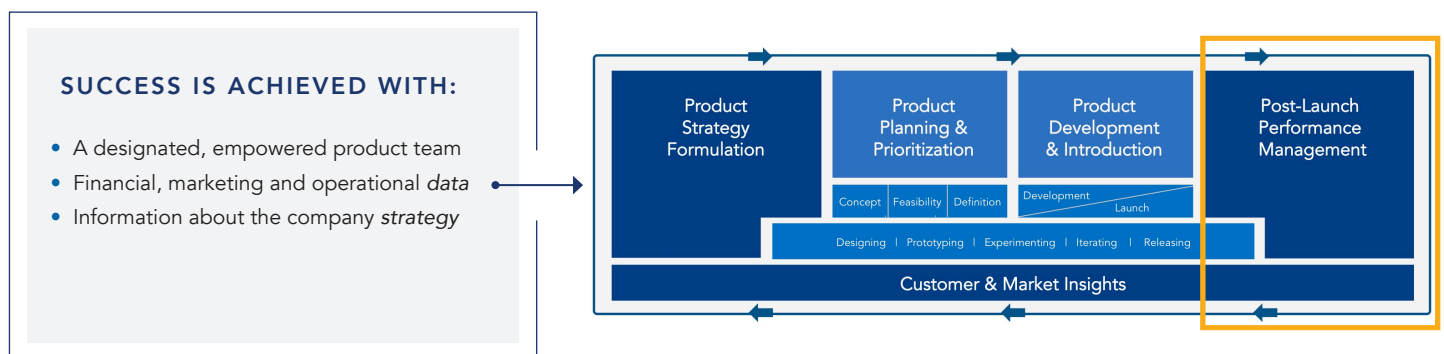 SUCCESS IS ACHIEVED WITH:
• A designated, empowered product team
• Financial, marketing and operational data
• Information about the company strategy
Product
Strategy
Formulation
Product
Planning &
Prioritization
Product
Development
& Introduction
Post-Launch
Performance
Management
Concept
Feasibility
Definition
Development
Launch
Designing | Prototyping | Experimenting | Iterating | Releasing
Customer & Market Insights